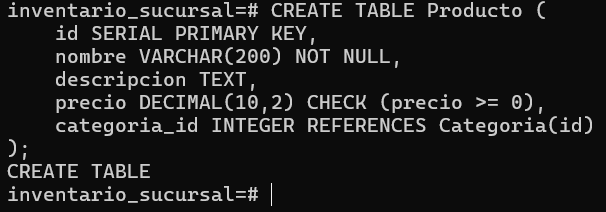 inventario_sucursal=# CREATE TABLE Producto (
    id SERIAL PRIMARY KEY,
    nombre VARCHAR(200) NOT NULL,
    descripcion TEXT,
    precio DECIMAL(10,2) CHECK (precio >= 0),
    categoria_id INTEGER REFERENCES Categoria(id)
);
CREATE TABLE
inventario_sucursal=#